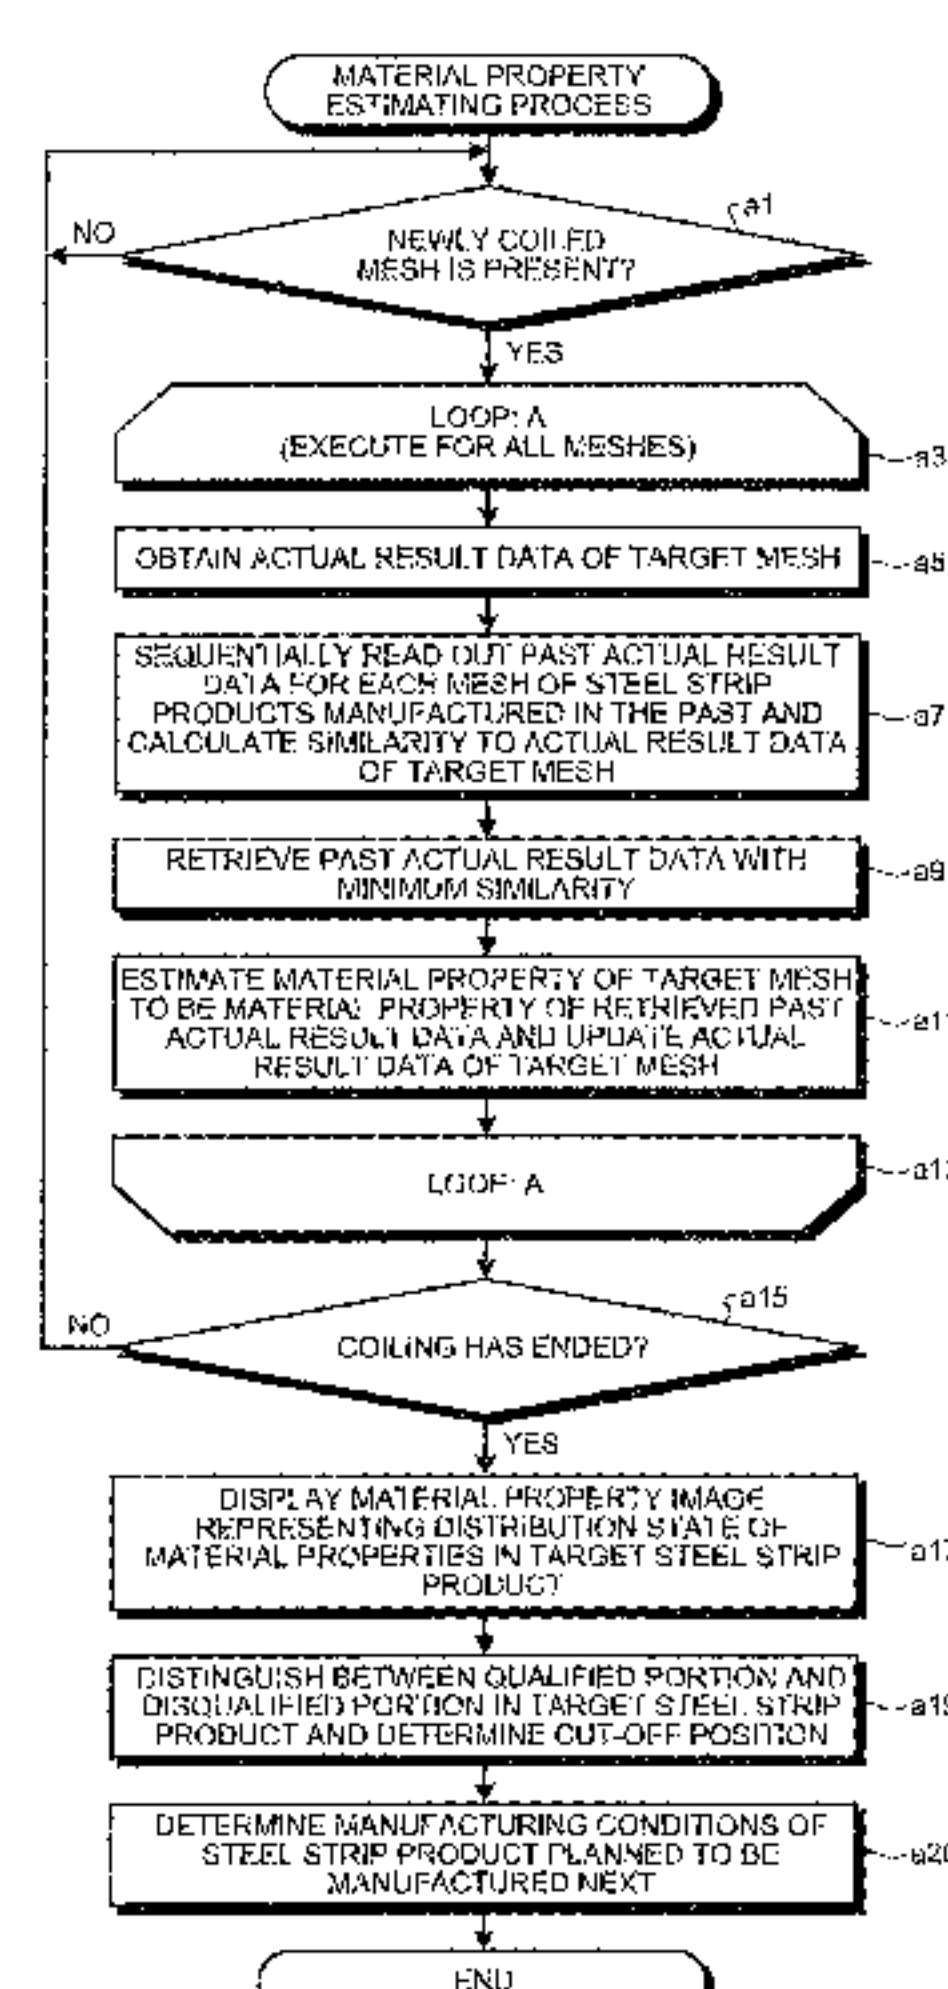 MATERIAL PROPERTY
ESTIMATING PROCESS
a1
NO
NEWLY COILED
MESH IS PRESENT?
YES
LOOP: A
(EXECUTE FOR ALL MESHES)
a3
OBTAIN ACTUAL RESULT DATA OF TARGET MESH
a5
SEQUENTIALLY READ OUT PAST ACTUAL RESULT
DATA FOR EACH MESH OF STEEL STRIP
PRODUCTS MANUFACTURED IN THE PAST AND
CALCULATE SIMILARITY TO ACTUAL RESULT DATA
OF TARGET MESH
a7
RETRIEVE PAST ACTUAL RESULT DATA WITH
MINIMUM SIMILARITY
a9
ESTIMATE MATERIAL PROPERTY OF TARGET MESH
TO BE MATERIAL PROPERTY OF RETRIEVED PAST
ACTUAL RESULT DATA AND UPDATE ACTUAL
RESULT DATA OF TARGET MESH
a11
LOOP: A
a15
NO
COILING HAS ENDED?
YES
DISPLAY MATERIAL PROPERTY IMAGE
REPRESENTING DISTRIBUTION STATE OF
MATERIAL PROPERTIES IN TARGET STEEL STRIP
PRODUCT
DISTINGUISH BETWEEN QUALIFIED PORTION AND
DISQUALIFIED PORTION IN TARGET STEEL STRIP
PRODUCT AND DETERMINE CUT-OFF POSITION
DETERMINE MANUFACTURING CONDITIONS OF
STEEL STRIP PRODUCT PLANNED TO BE
MANUFACTURED NEXT
a20
END